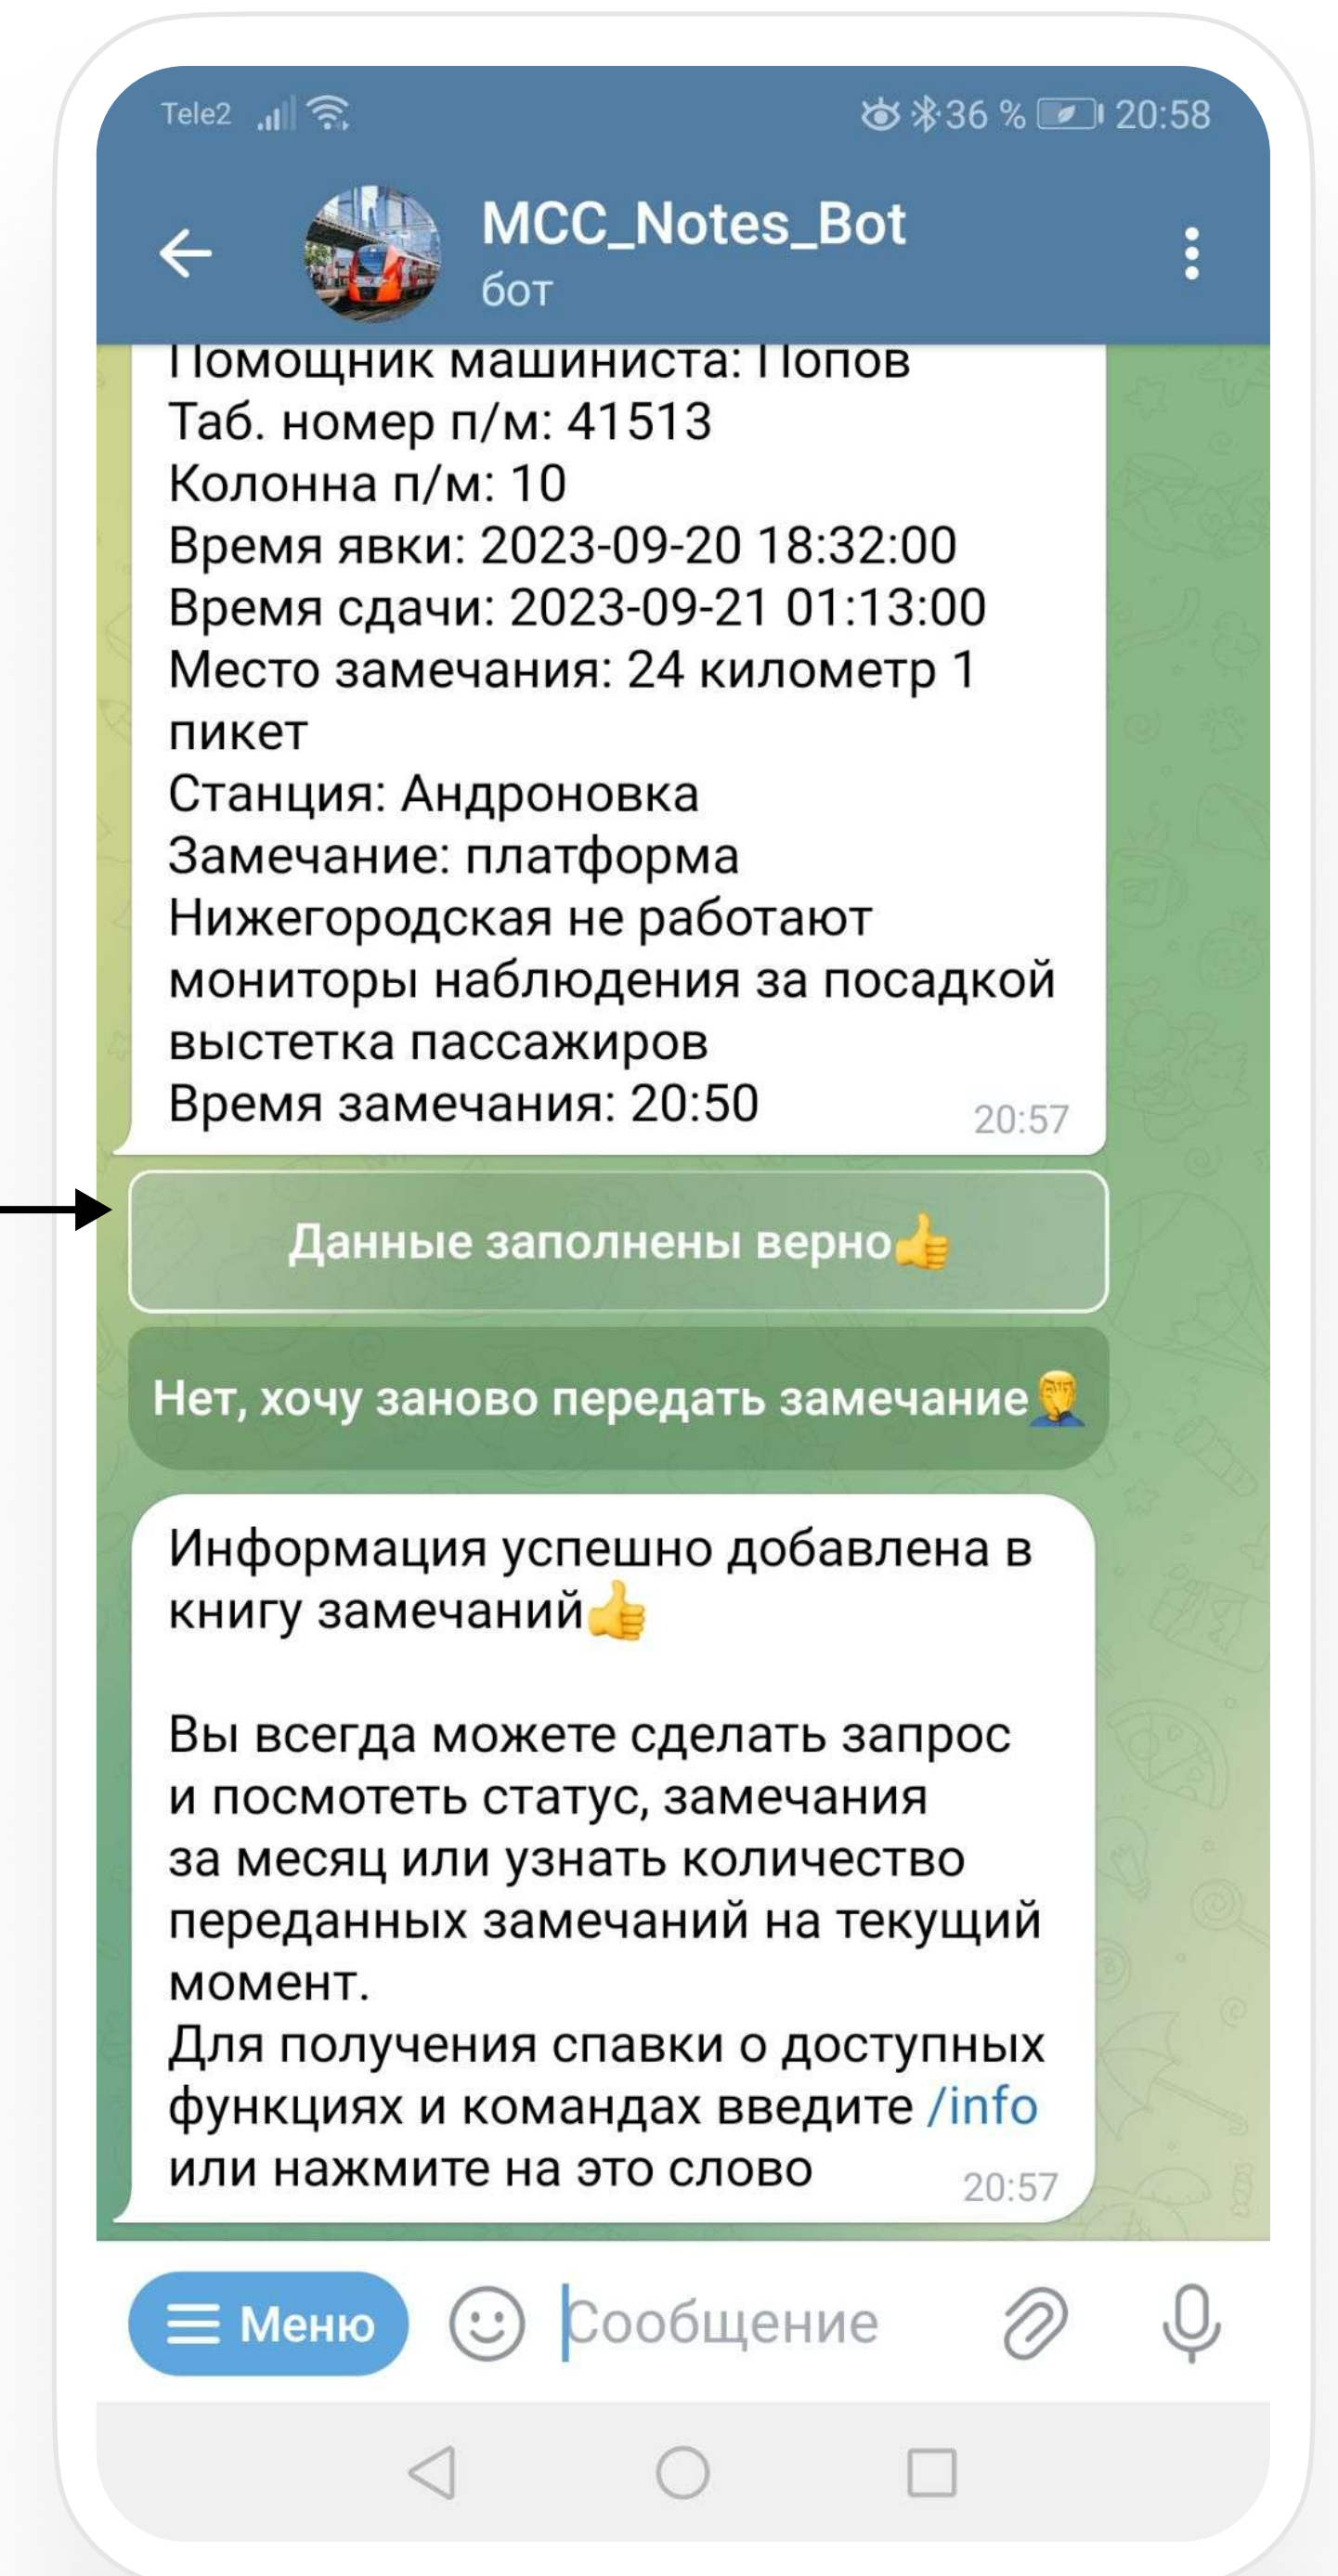 Tele2 36 % 20:58
MCC_Notes_Bot
бот
Помощник машиниста: Попов
Таб. номер п/м: 41513
Колонна п/м: 10
Время явки: 2023-09-20 18:32:00
Время сдачи: 2023-09-21 01:13:00
Место замечания: 24 километр 1
пикет
Станция: Андроновка
Замечание: платформа
Нижегородская не работают
мониторы наблюдения за посадкой
выстетка пассажиров
Время замечания: 20:50 20:57
Данные заполнены верно👍
Нет, хочу заново передать замечание🤦
Информация успешно добавлена в
книгу замечаний👍
Вы всегда можете сделать запрос
и посмотеть статус, замечания
за месяц или узнать количество
переданных замечаний на текущий
момент.
Для получения спавки о доступных
функциях и командах введите /info
или нажмите на это слово 20:57
Меню Сообщение